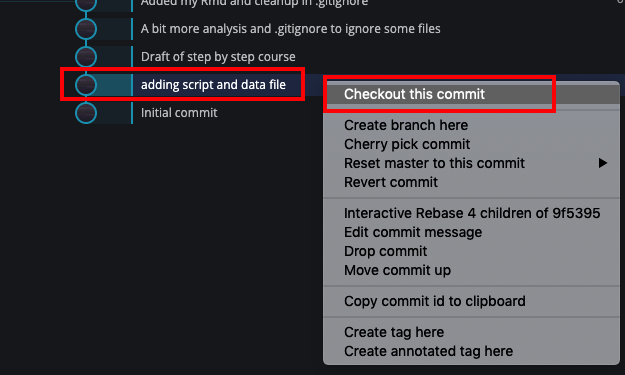 Added my Rmd and cleanup in .gitignore
A bit more analysis and .gitignore to ignore some files
Draft of step by step course
adding script and data file
Initial commit
Checkout this commit
Create branch here
Cherry pick commit
Reset master to this commit
Revert commit
Interactive Rebase 4 children of 9f5395
Edit commit message
Drop commit
Move commit up
Copy commit id to clipboard
Create tag here
Create annotated tag here